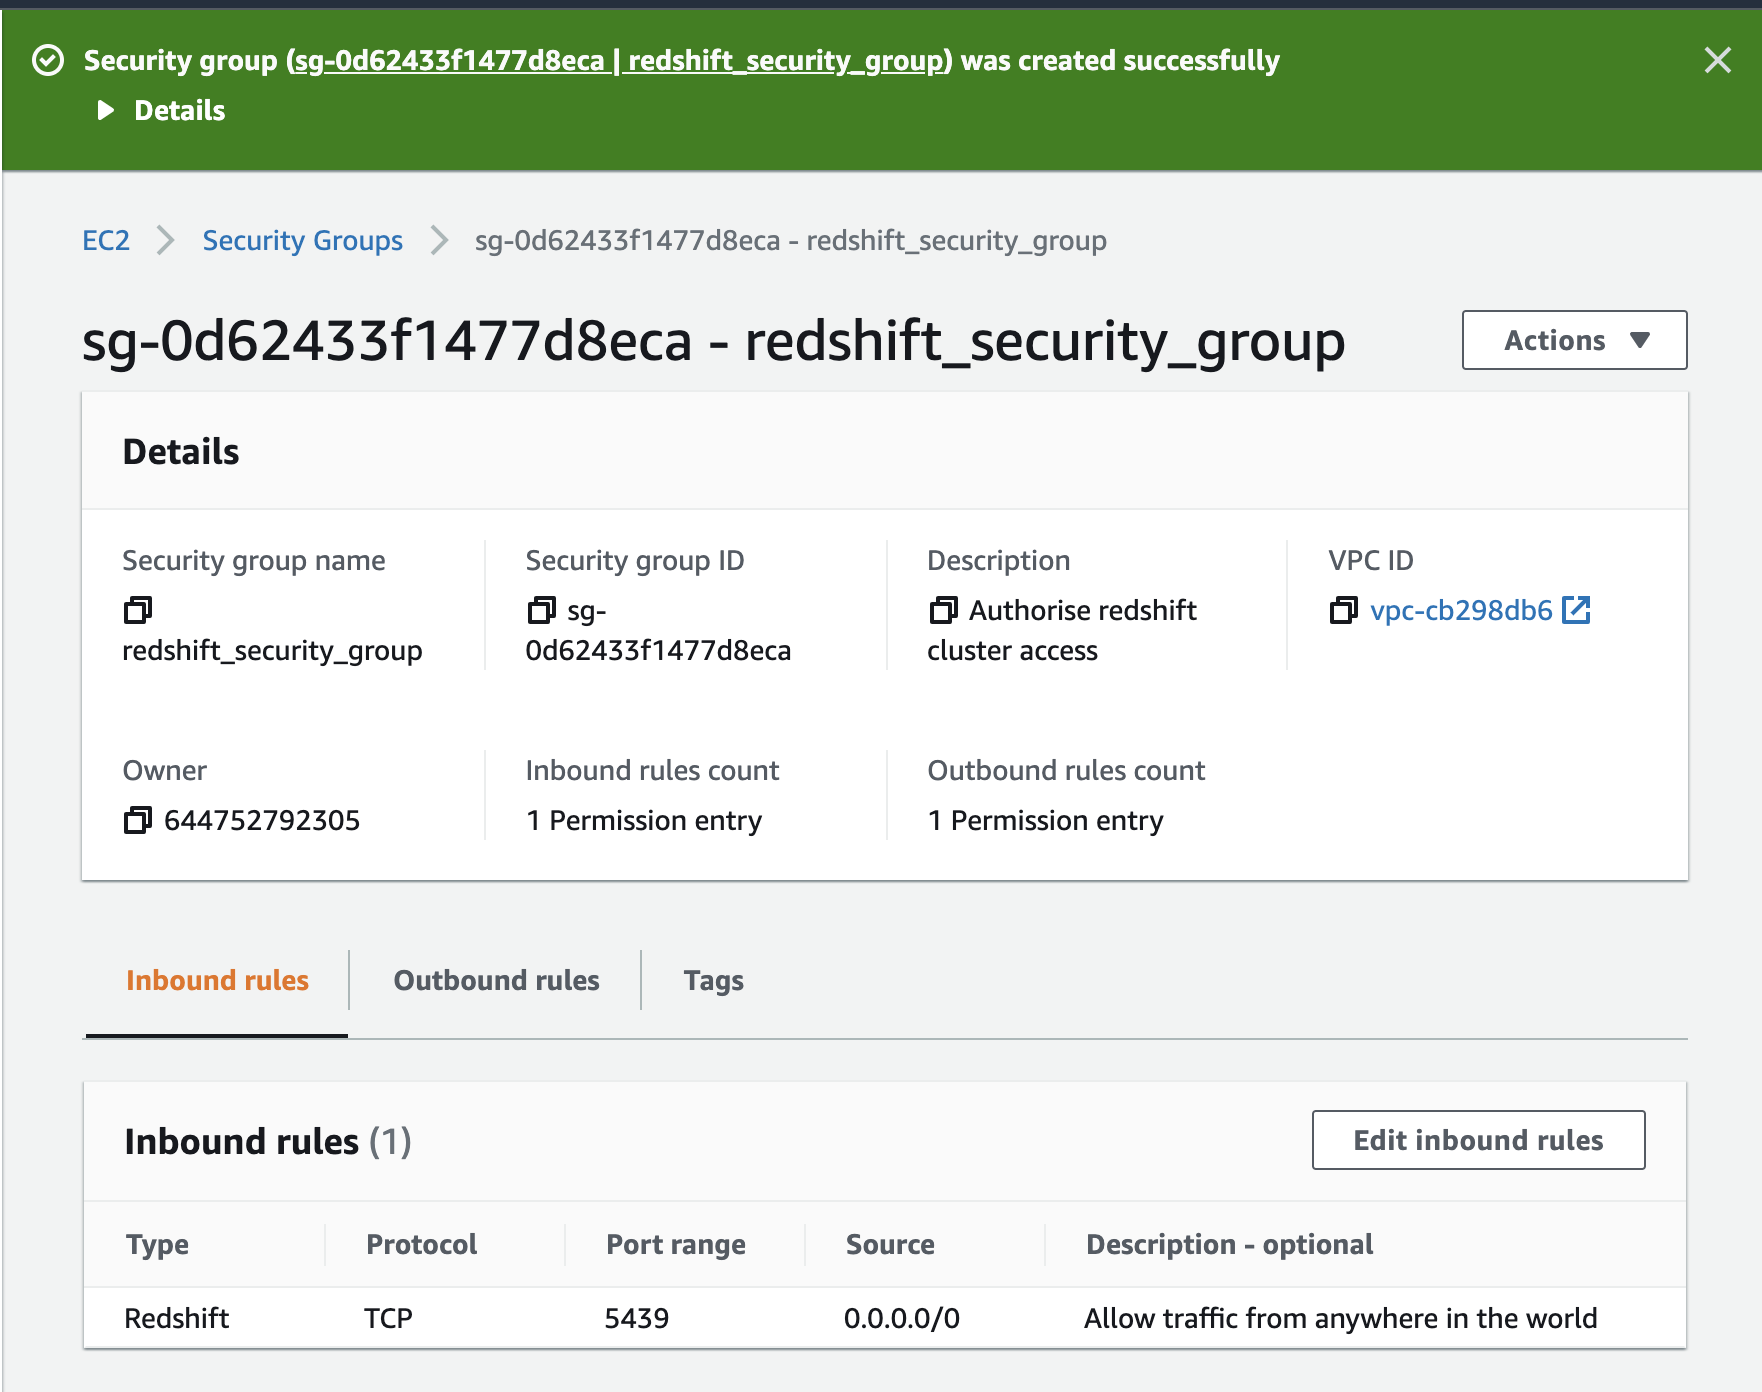 Security group (sg-0d62433f1477d8eca | redshift_security_group) was created successfully
Details
EC2 Security Groups sg-0d62433f1477d8eca - redshift_security_group
sg-0d62433f1477d8eca - redshift_security_group
Actions
Details
Security group name
redshift_security_group
Security group ID
sg-
0d62433f1477d8eca
Description
Authorise redshift
cluster access
VPC ID
vpc-cb298db6
Owner
644752792305
Inbound rules count
1 Permission entry
Outbound rules count
1 Permission entry
Inbound rules Outbound rules Tags
Inbound rules (1)
Edit inbound rules
Type Protocol Port range Source Description - optional
Redshift TCP 5439 0.0.0.0/0 Allow traffic from anywhere in the world